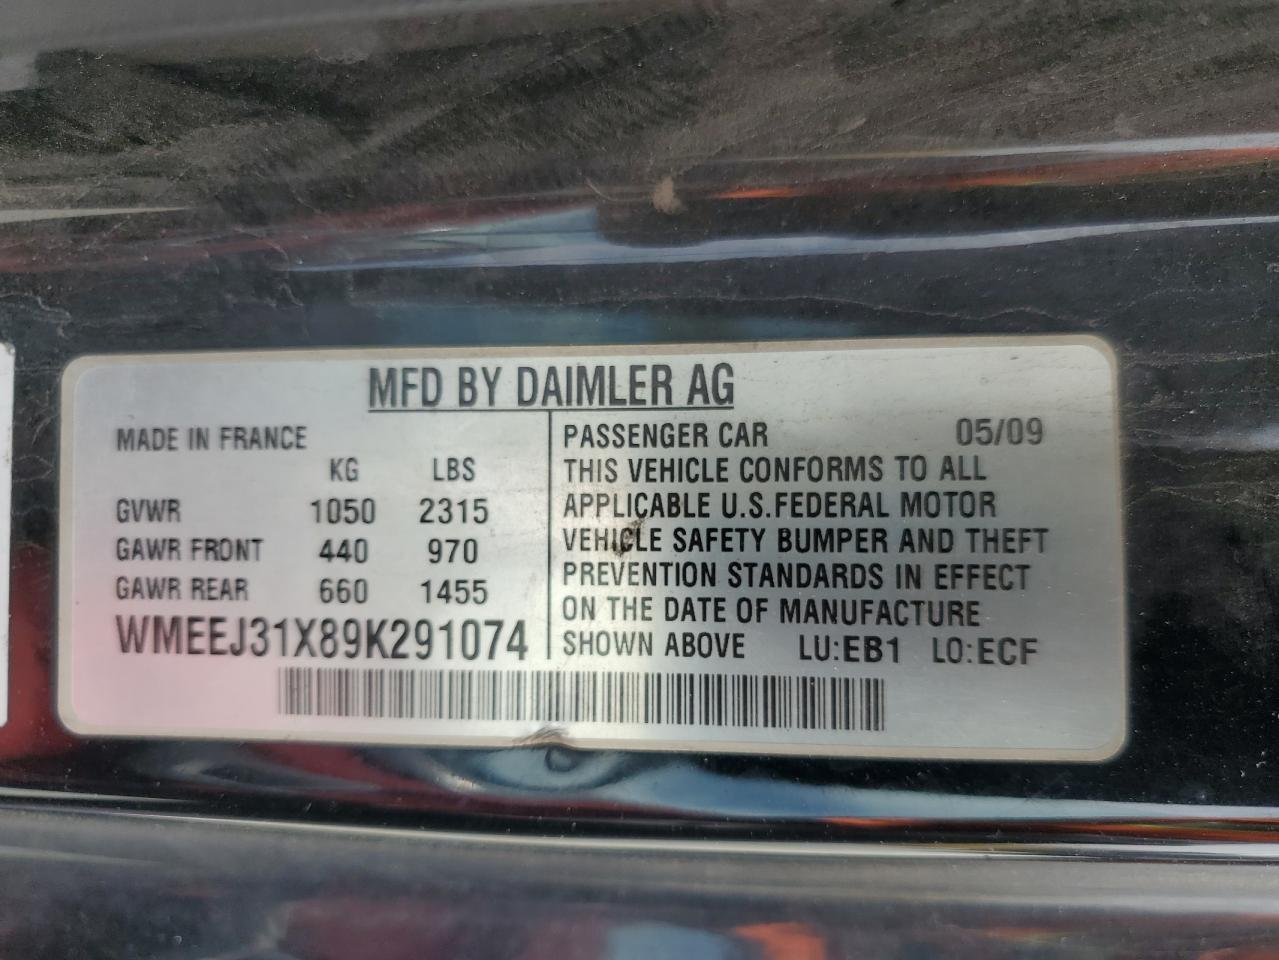 MFD BY DAIMLER AG
MADE IN FRANCE
KG LBS
GVWR 1050 2315
GAWR FRONT 440 970
GAWR REAR 660 1455
WMEEJ31X89K291074
PASSENGER CAR 05/09
THIS VEHICLE CONFORMS TO ALL
APPLICABLE U.S.FEDERAL MOTOR
VEHICLE SAFETY BUMPER AND THEFT
PREVENTION STANDARDS IN EFFECT
ON THE DATE OF MANUFACTURE
SHOWN ABOVE LU:EB1 LO:ECF